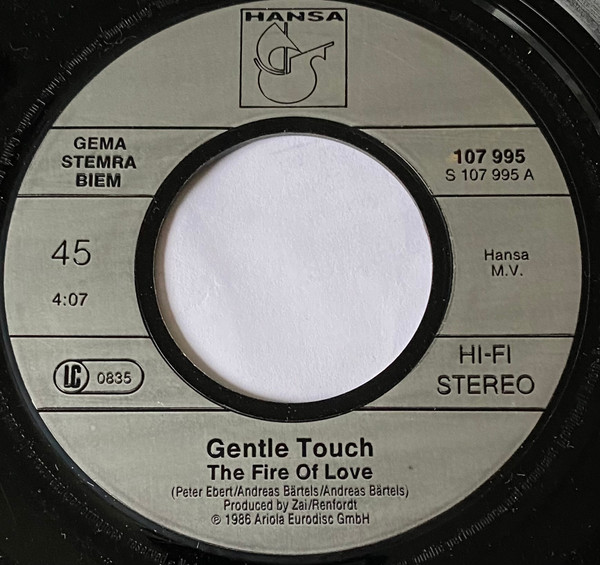 HANSA
GEMA
STEMRA
BIEM
107 995
S 107 995 A
45
4:07
Hansa
M.V.
LC 0835
HI-FI
STEREO
Gentle Touch
The Fire Of Love
(Peter Ebert/Andreas Bärtels/Andreas Bärtels)
Produced by Zai/Renfordt
℗ 1986 Ariola Eurodisc GmbH